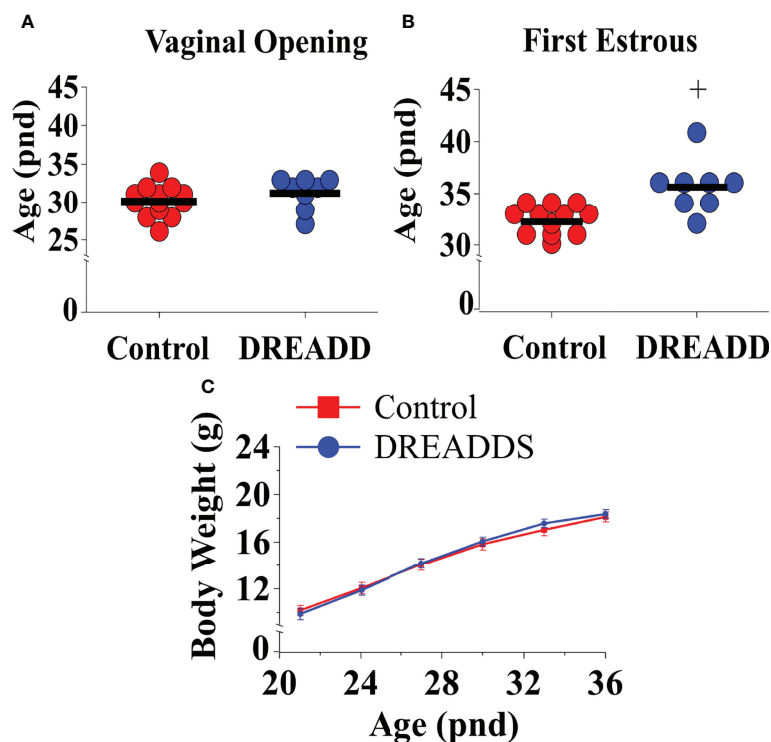 A
Vaginal Opening
Age (pnd)
45
40
35
30
25
0
Control DREADD
B
First Estrous
Age (pnd)
45
40
35
30
0
+
Control DREADD
C
Control
DREADDS
Body Weight (g)
24
20
16
12
0
20 24 28 32 36
Age (pnd)